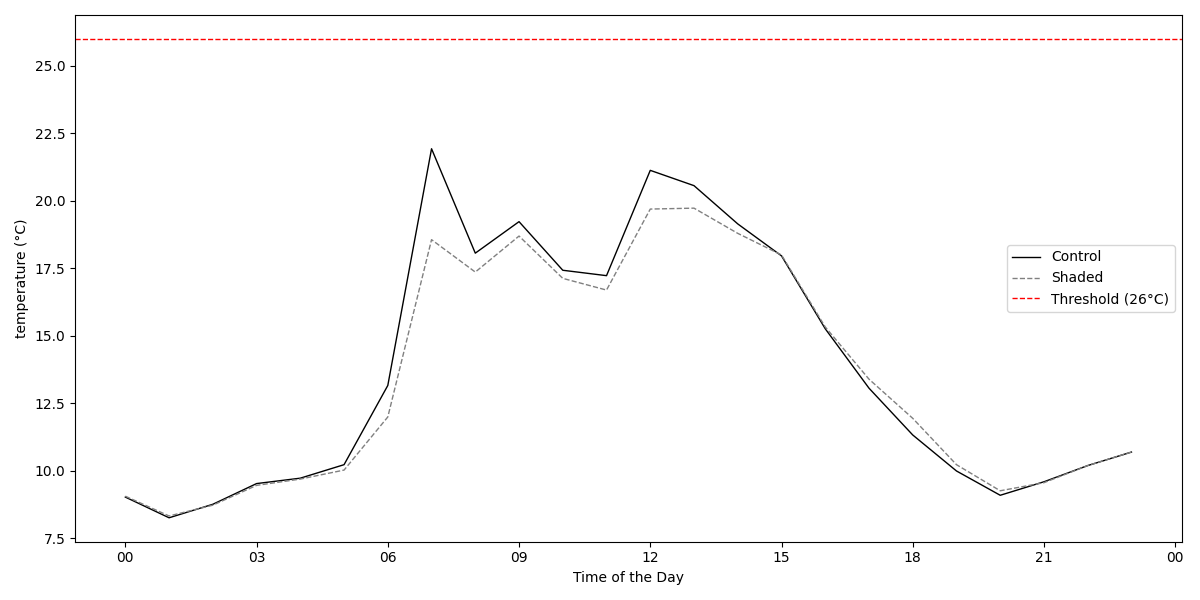 25.0
22.5
20.0
17.5
15.0
12.5
10.0
7.5
temperature (°C)
Control
Shaded
Threshold (26°C)
00 03 06 09 12 15 18 21 00
Time of the Day